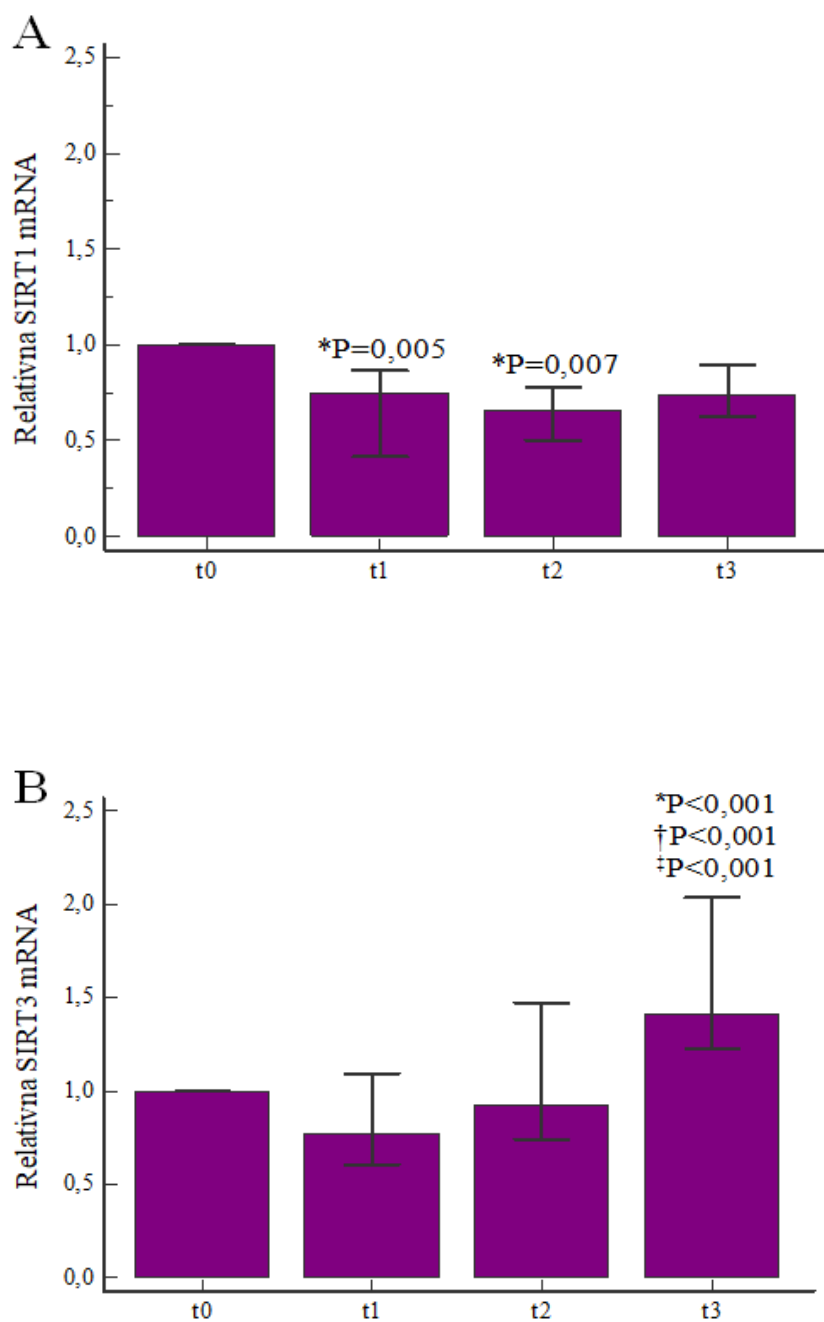 A
Relativna SIRT1 mRNA
2,5
2,0
1,5
1,0
0,5
0,0
*P=0,005
*P=0,007
t0 t1 t2 t3
B
Relativna SIRT3 mRNA
2,5
2,0
1,5
1,0
0,5
0,0
*P<0,001
†P<0,001
‡P<0,001
t0 t1 t2 t3